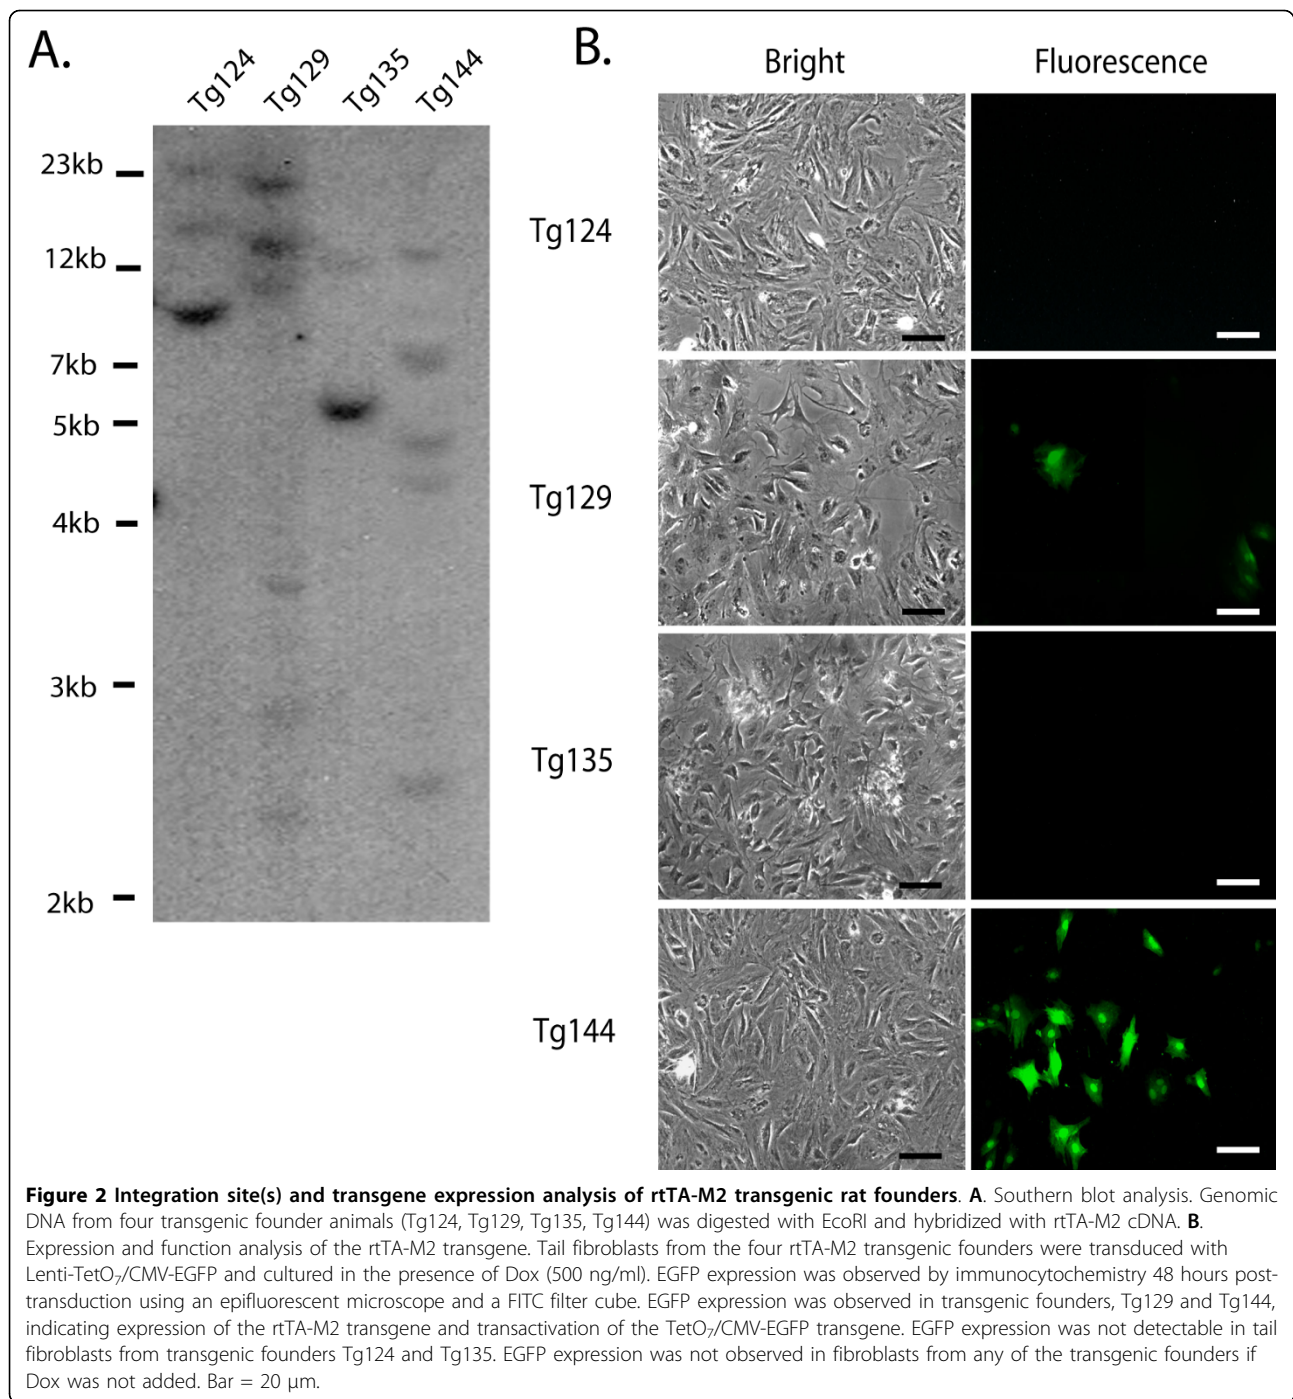 A.
Tg124
Tg129
Tg135
Tg144
23kb
12kb
7kb
5kb
4kb
3kb
2kb
B.
Bright
Fluorescence
Tg124
Tg129
Tg135
Tg144
Figure 2 Integration site(s) and transgene expression analysis of rtTA-M2 transgenic rat founders. A. Southern blot analysis. Genomic
DNA from four transgenic founder animals (Tg124, Tg129, Tg135, Tg144) was digested with EcoRI and hybridized with rtTA-M2 cDNA. B.
Expression and function analysis of the rtTA-M2 transgene. Tail fibroblasts from the four rtTA-M2 transgenic founders were transduced with
Lenti-TetO₇/CMV-EGFP and cultured in the presence of Dox (500 ng/ml). EGFP expression was observed by immunocytochemistry 48 hours post-
transduction using an epifluorescent microscope and a FITC filter cube. EGFP expression was observed in transgenic founders, Tg129 and Tg144,
indicating expression of the rtTA-M2 transgene and transactivation of the TetO₇/CMV-EGFP transgene. EGFP expression was not detectable in tail
fibroblasts from transgenic founders Tg124 and Tg135. EGFP expression was not observed in fibroblasts from any of the transgenic founders if
Dox was not added. Bar = 20 μm.